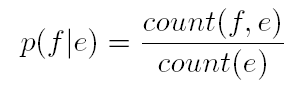 p(f|e) = count(f, e) / count(e)